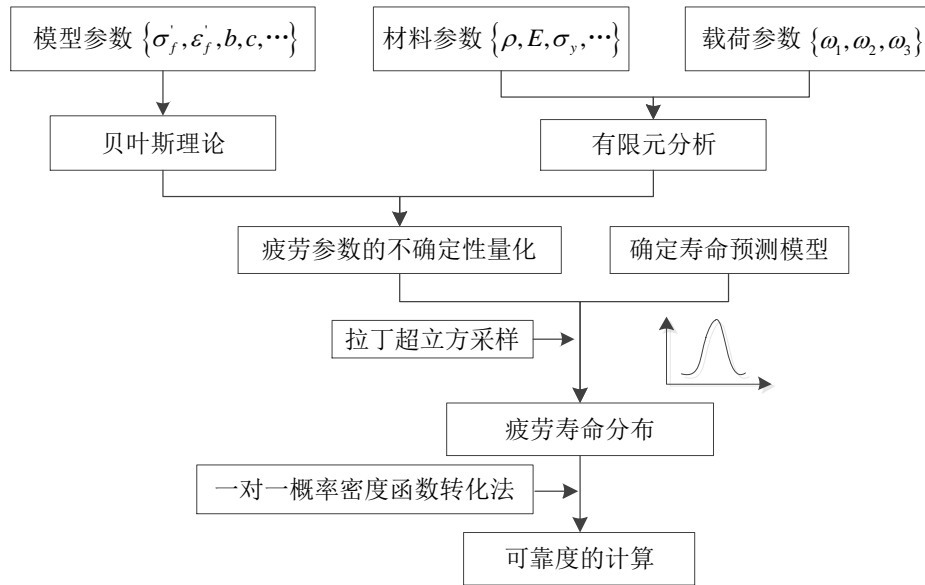 模型参数 {σ_f', ε_f', b, c, …}
材料参数 {ρ, E, σ_y, …}
载荷参数 {ω₁, ω₂, ω₃}
贝叶斯理论
有限元分析
疲劳参数的不确定性量化
确定寿命预测模型
拉丁超立方采样
疲劳寿命分布
一对一概率密度函数转化法
可靠度的计算